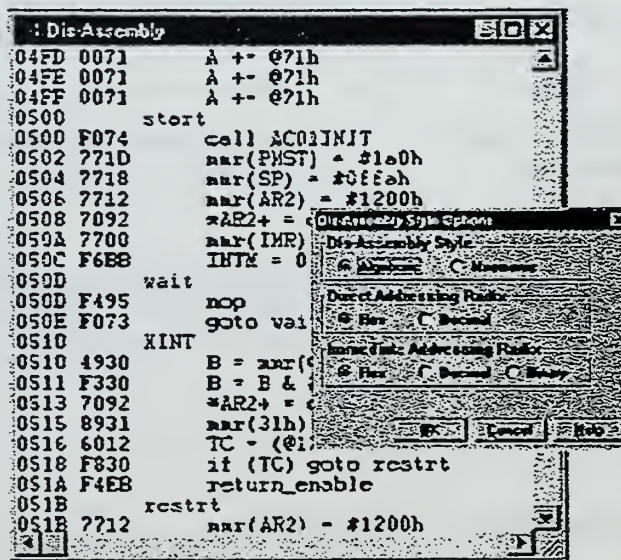 Dis-Assembly
04FD 0071 A += @71h
04FE 0071 A += @71h
04FF 0071 A += @71h
0500 start
0500 F074 call AC01INIT
0502 771D mmr(PMST) = #1a0h
0504 7718 mmr(SP) = #0ffah
0506 7712 mmr(AR2) = #1200h
0508 7092 *AR2+ =
050A 7700 mmr(IMR)
050C F6BB INTM = 0
050D wait
050D F495 nop
050E F073 goto wai
0510 XINT
0510 4930 B = mmr(
0511 F330 B = B &
0513 7092 *AR2+ =
0515 8931 mmr(31h)
0516 6012 TC = (@1
0518 F830 if (TC) goto restrt
051A F4EB return_enable
051B restrt
051B 7712 mmr(AR2) = #1200h
Dis-Assembly Style Options
Dis-Assembly Style
Algebraic Mnemonic
Direct Addressing Radix
Hex Decimal
Immediate Addressing Radix
Hex Decimal Binary
OK Cancel Help